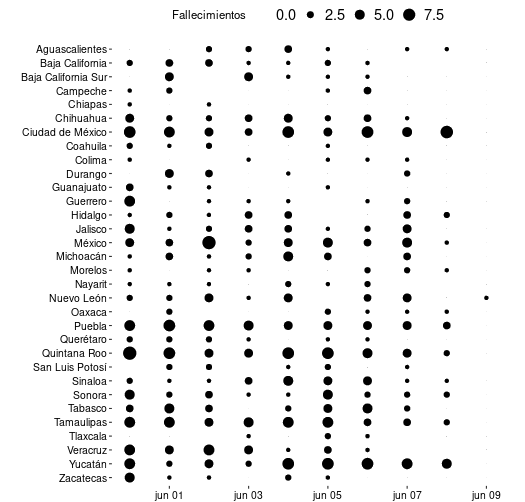 Fallecimientos 0.0 2.5 5.0 7.5
Aguascalientes
Baja California
Baja California Sur
Campeche
Chiapas
Chihuahua
Ciudad de México
Coahuila
Colima
Durango
Guanajuato
Guerrero
Hidalgo
Jalisco
México
Michoacán
Morelos
Nayarit
Nuevo León
Oaxaca
Puebla
Querétaro
Quintana Roo
San Luis Potosí
Sinaloa
Sonora
Tabasco
Tamaulipas
Tlaxcala
Veracruz
Yucatán
Zacatecas
jun 01 jun 03 jun 05 jun 07 jun 09